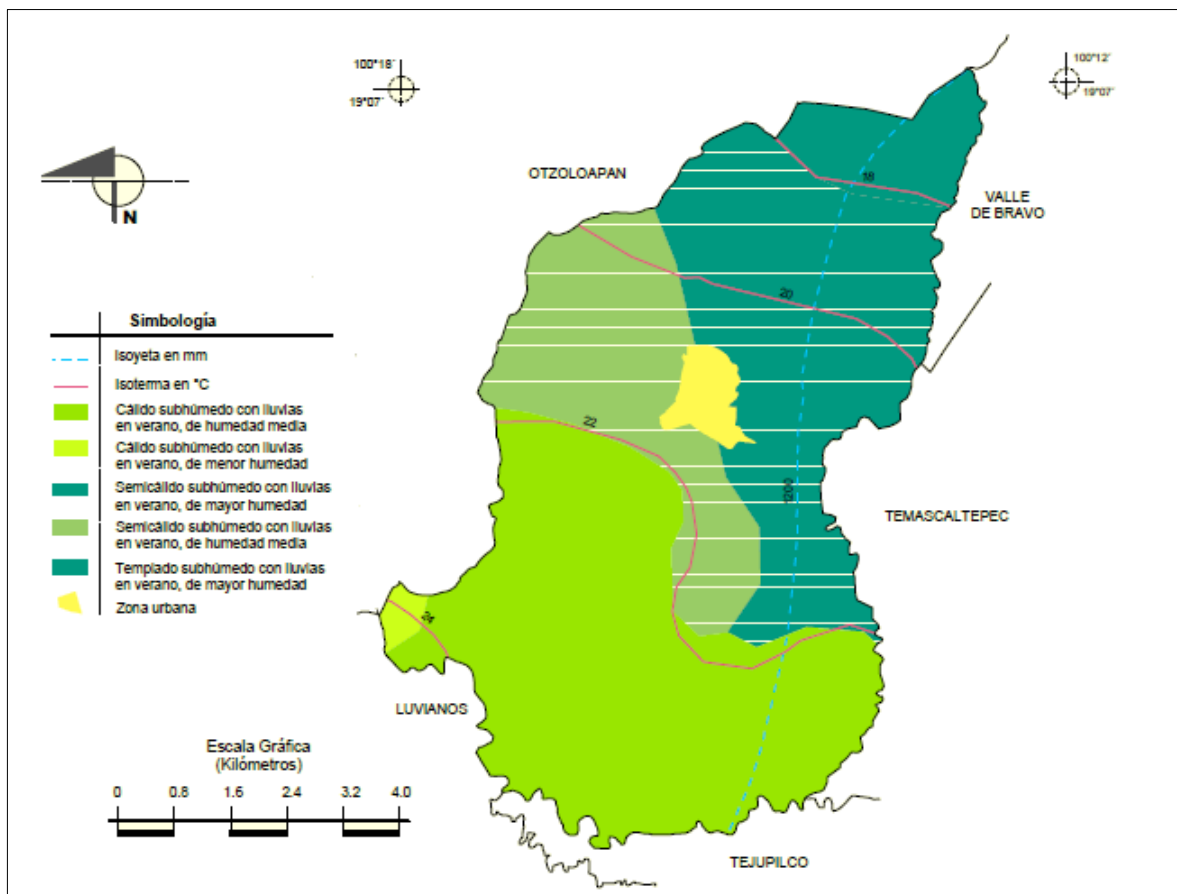 100°18´
19°07´
100°12´
19°07´
OTZOLOAPAN
18
VALLE
DE BRAVO
N
20
Simbología
Isoyeta en mm
Isoterma en °C
Cálido subhúmedo con lluvias
en verano, de humedad media
Cálido subhúmedo con lluvias
en verano, de menor humedad
Semicálido subhúmedo con lluvias
en verano, de mayor humedad
Semicálido subhúmedo con lluvias
en verano, de humedad media
Templado subhúmedo con lluvias
en verano, de mayor humedad
Zona urbana
22
1200
TEMASCALTEPEC
24
LUVIANOS
Escala Gráfica
(Kilómetros)
0 0.8 1.6 2.4 3.2 4.0
TEJUPILCO